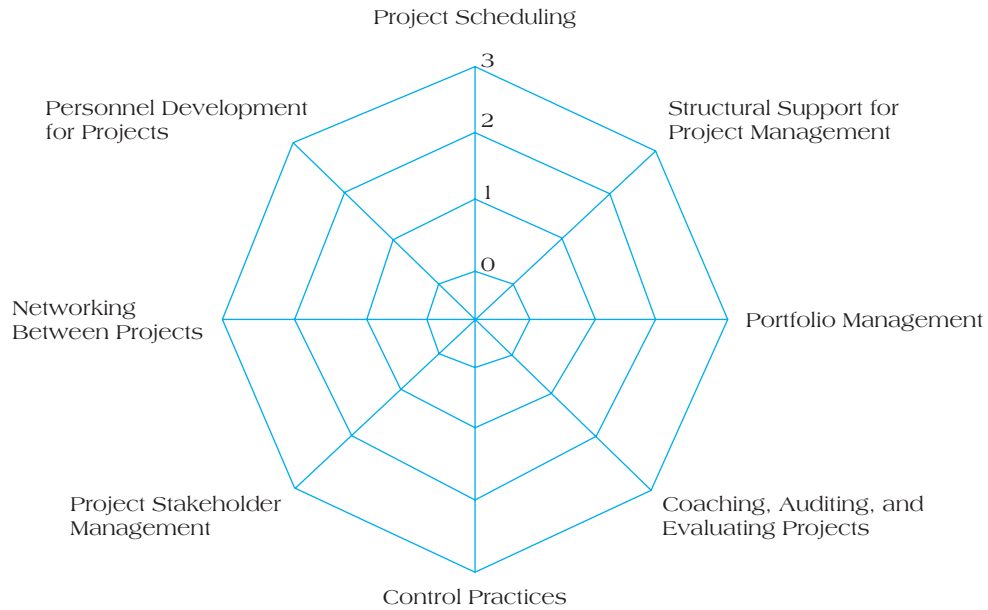 Project Scheduling
3
Personnel Development
for Projects
Structural Support for
Project Management
2
1
0
Networking
Between Projects
Portfolio Management
Project Stakeholder
Management
Coaching, Auditing, and
Evaluating Projects
Control Practices